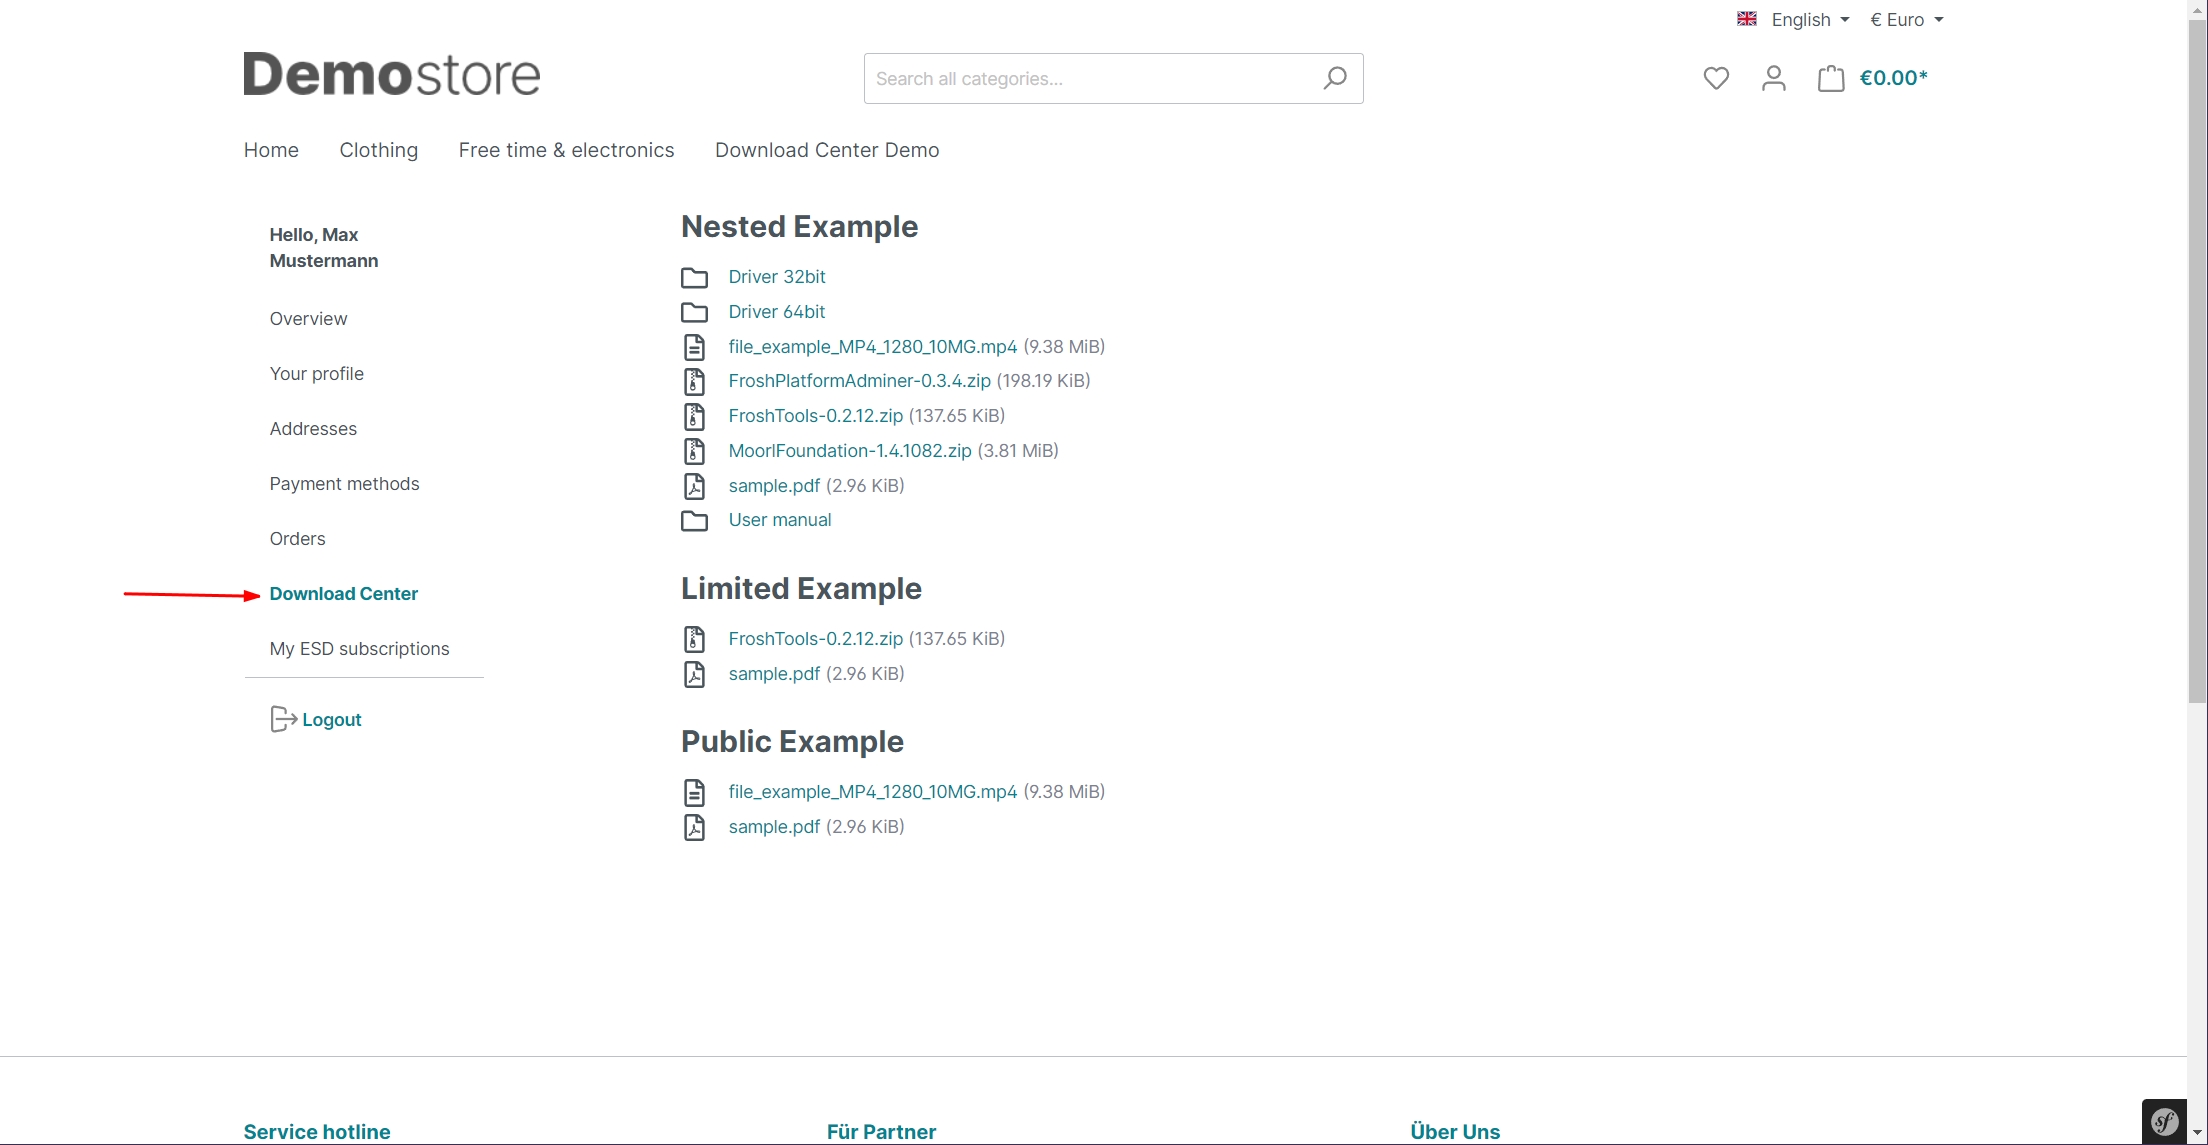 English
€ Euro
Demostore
Search all categories...
€0.00*
Home
Clothing
Free time & electronics
Download Center Demo
Hello, Max
Mustermann
Overview
Your profile
Addresses
Payment methods
Orders
Download Center
My ESD subscriptions
Logout
Nested Example
Driver 32bit
Driver 64bit
file_example_MP4_1280_10MG.mp4 (9.38 MiB)
FroshPlatformAdminer-0.3.4.zip (198.19 KiB)
FroshTools-0.2.12.zip (137.65 KiB)
MoorlFoundation-1.4.1082.zip (3.81 MiB)
sample.pdf (2.96 KiB)
User manual
Limited Example
FroshTools-0.2.12.zip (137.65 KiB)
sample.pdf (2.96 KiB)
Public Example
file_example_MP4_1280_10MG.mp4 (9.38 MiB)
sample.pdf (2.96 KiB)
Service hotline
Für Partner
Über Uns
sf